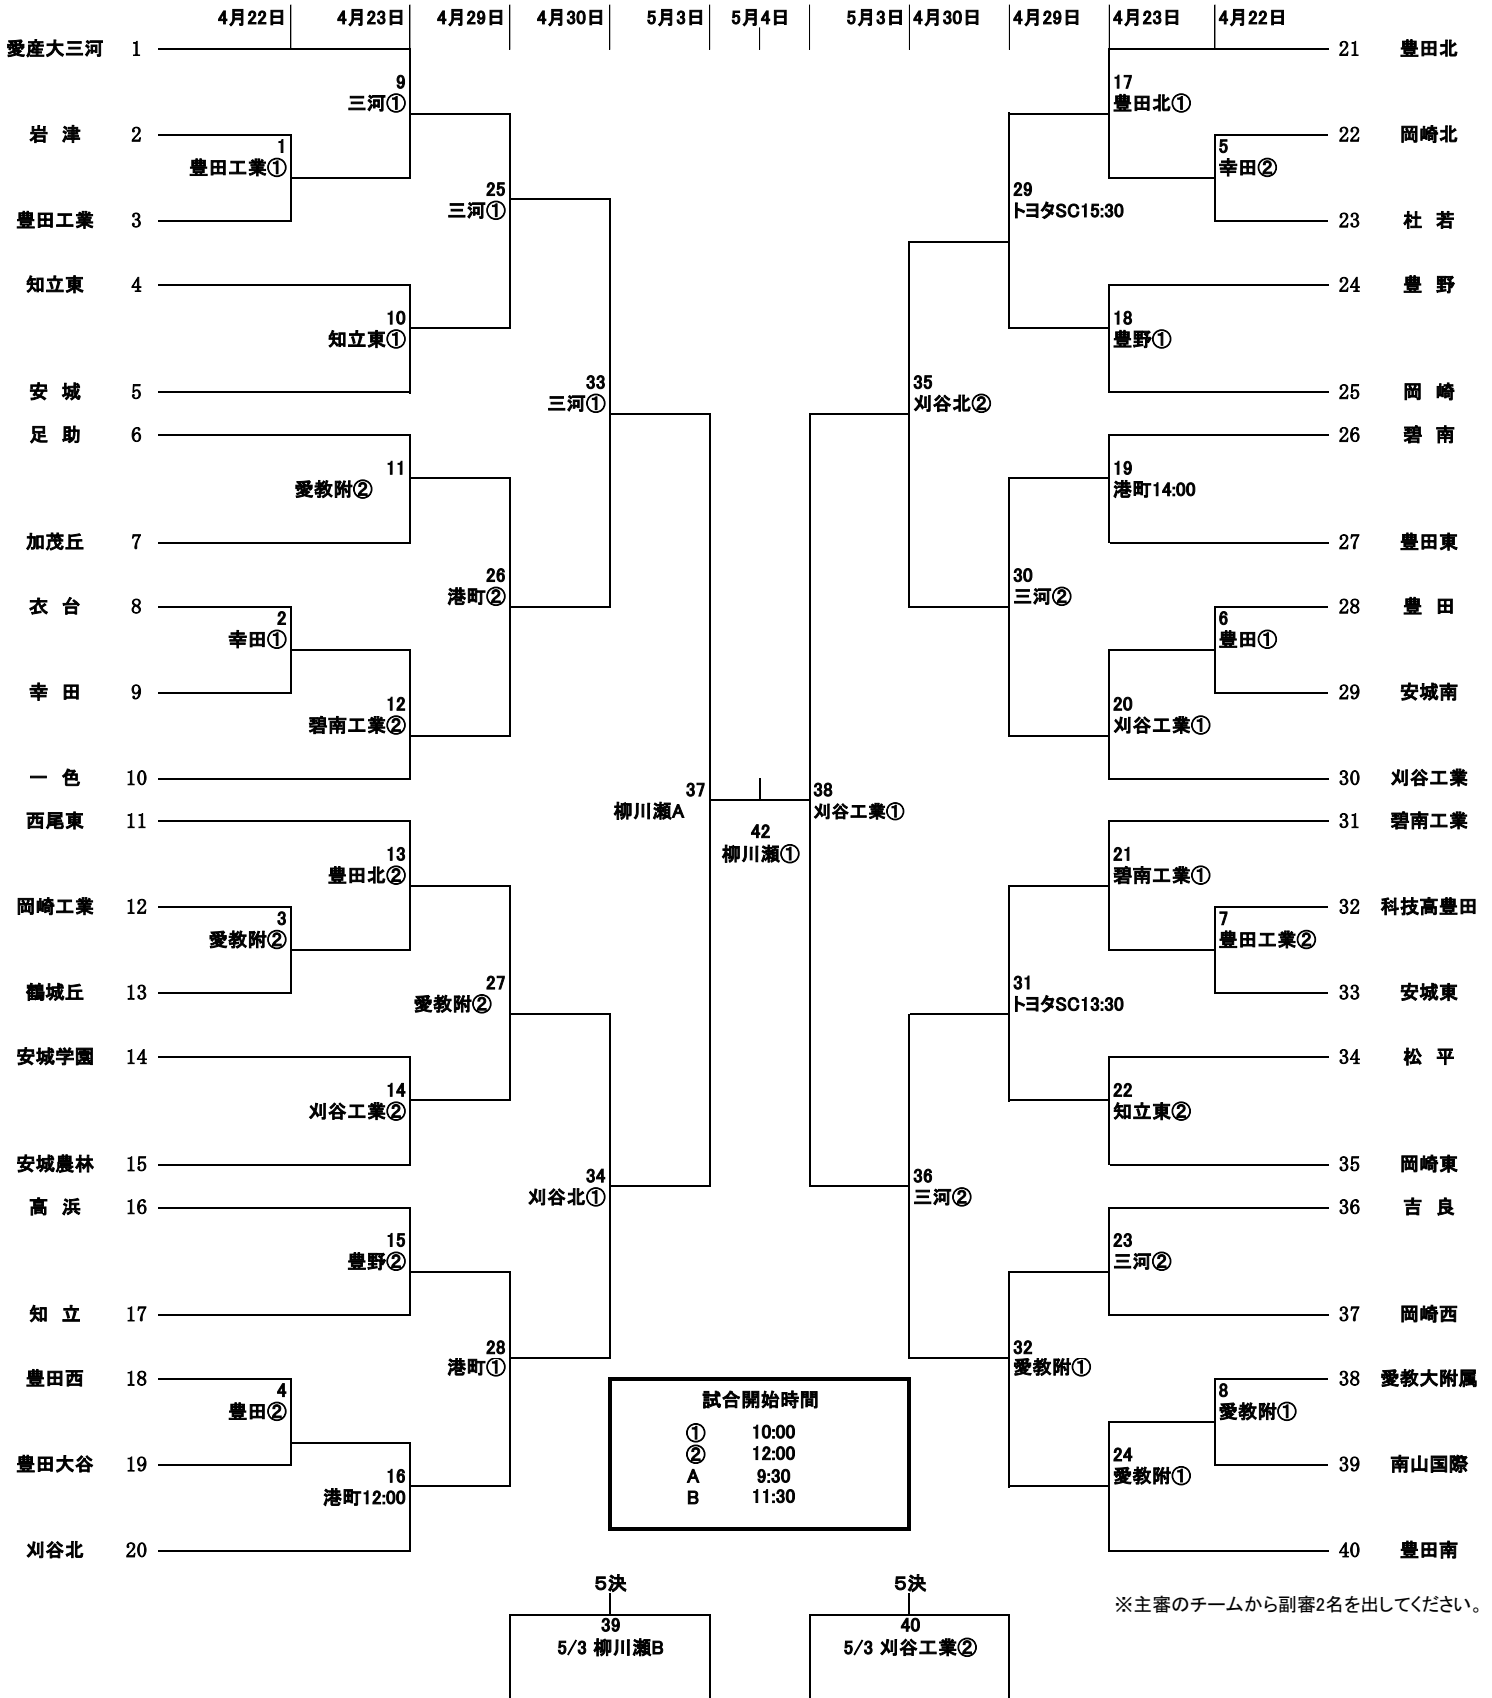 4月22日 4月23日 4月29日 4月30日 5月3日 5月4日 5月3日 4月30日 4月29日 4月23日 4月22日
愛産大三河 1
9
三河①
岩 津 2
1
豊田工業①
豊田工業 3
25
三河①
知立東 4
10
知立東①
安 城 5
33
三河①
足 助 6
11
愛教附②
加茂丘 7
26
港町②
衣 台 8
2
幸田①
幸 田 9
12
碧南工業②
一 色 10
37
柳川瀬A
西尾東 11
13
豊田北②
岡崎工業 12
3
愛教附②
鶴城丘 13
27
愛教附②
安城学園 14
14
刈谷工業②
安城農林 15
34
刈谷北①
高 浜 16
15
豊野②
知 立 17
28
港町①
豊田西 18
4
豊田②
豊田大谷 19
16
港町12:00
刈谷北 20
42
柳川瀬①
21 豊田北
17
豊田北①
22 岡崎北
5
幸田②
23 杜 若
29
トヨタSC15:30
24 豊 野
18
豊野①
25 岡 崎
35
刈谷北②
26 碧 南
19
港町14:00
27 豊田東
30
三河②
28 豊 田
6
豊田①
29 安城南
20
刈谷工業①
30 刈谷工業
38
刈谷工業①
31 碧南工業
21
碧南工業①
32 科技高豊田
7
豊田工業②
33 安城東
31
トヨタSC13:30
34 松 平
22
知立東②
35 岡崎東
36
三河②
36 吉 良
23
三河②
37 岡崎西
32
愛教附①
38 愛教大附属
8
愛教附①
39 南山国際
24
愛教附①
40 豊田南
試合開始時間
① 10:00
② 12:00
A 9:30
B 11:30
5決
39
5/3 柳川瀬B
5決
40
5/3 刈谷工業②
※主審のチームから副審2名を出してください。